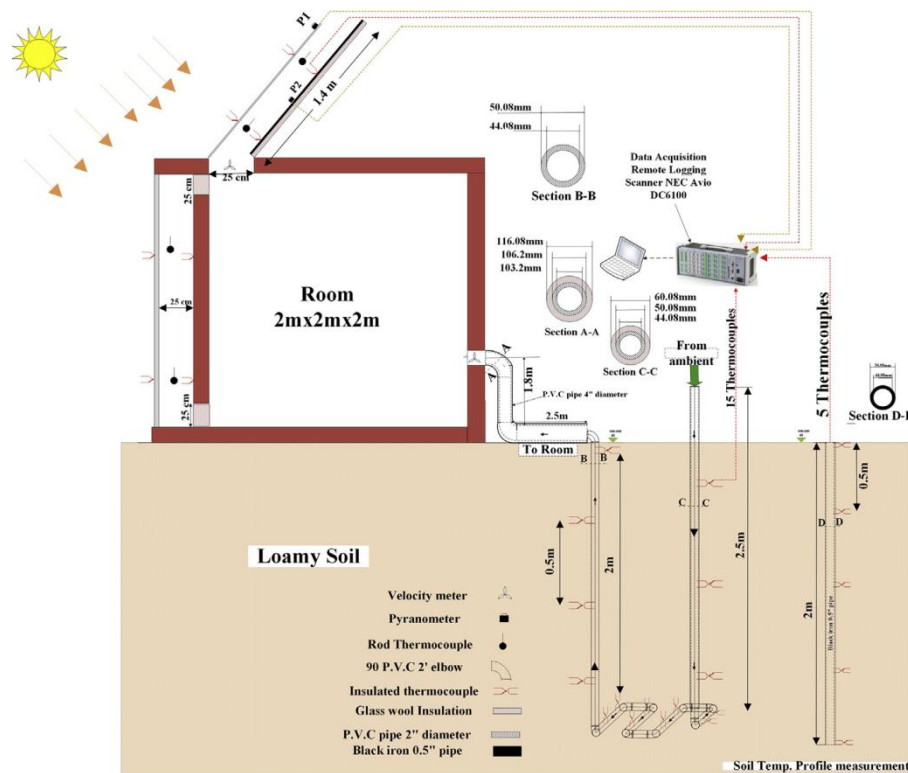 P1
P2
1.4 m
25 cm
25 cm
25 cm
25 cm
Room
2mx2mx2m
50.08mm
44.08mm
Section B-B
Data Acquisition
Remote Logging
Scanner NEC Avio
DC6100
116.08mm
106.2mm
103.2mm
Section A-A
60.08mm
50.08mm
44.08mm
Section C-C
From
ambient
15 Thermocouples
5 Thermocouples
Section D-D
A
A
1.8m
P.V.C pipe 4" diameter
2.5m
To Room
B B
C C
D D
0.5m
2m
2.5m
0.5m
2m
Black iron 0.5" pipe
Loamy Soil
Velocity meter
Pyranometer
Rod Thermocouple
90 P.V.C 2' elbow
Insulated thermocouple
Glass wool Insulation
P.V.C pipe 2" diameter
Black iron 0.5" pipe
Soil Temp. Profile measurement